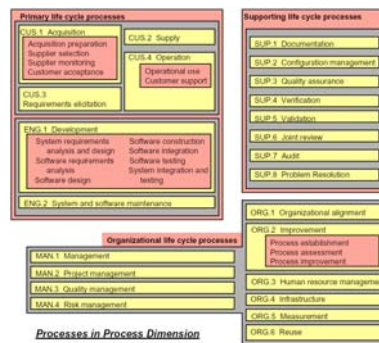 Primary life cycle processes
CUS.1 Acquisition
Acquisition preparation
Supplier selection
Supplier monitoring
Customer acceptance
CUS.2 Supply
CUS.4 Operation
Operational use
Customer support
CUS.3
Requirements elicitation
ENG.1 Development
System requirements
analysis and design
Software requirements
analysis
Software design
Software construction
Software integration
Software testing
System integration and
testing
ENG.2 System and software maintenance
Supporting life cycle processes
SUP.1 Documentation
SUP.2 Configuration management
SUP.3 Quality assurance
SUP.4 Verification
SUP.5 Validation
SUP.6 Joint review
SUP.7 Audit
SUP.8 Problem Resolution
Organizational life cycle processes
MAN.1 Management
MAN.2 Project management
MAN.3 Quality management
MAN.4 Risk management
ORG.1 Organizational alignment
ORG.2 Improvement
Process establishment
Process assessment
Process improvement
ORG.3 Human resource manageme
ORG.4 Infrastructure
ORG.5 Measurement
ORG.6 Reuse
Processes in Process Dimension